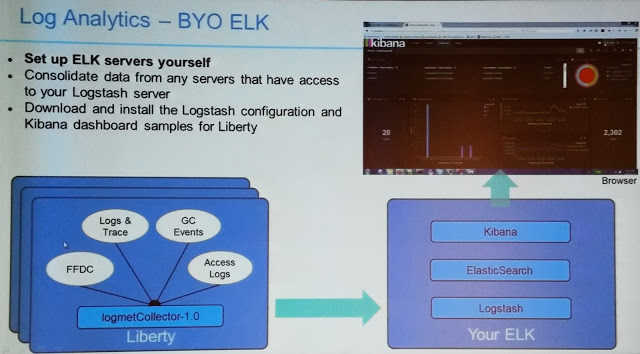 Log Analytics – BYO ELK
• Set up ELK servers yourself
• Consolidate data from any servers that have access
to your Logstash server
• Download and install the Logstash configuration and
Kibana dashboard samples for Liberty
kibana
20
2,382
Browser
Logs &
Trace
GC
Events
FFDC
Access
Logs
logmetCollector-1.0
Liberty
Kibana
ElasticSearch
Logstash
Your ELK